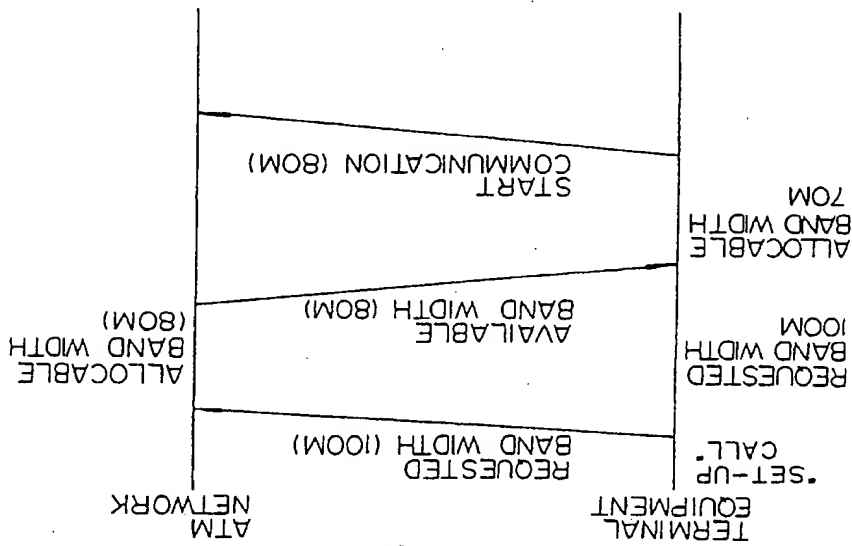 TERMINAL
EQUIPMENT
ATM
NETWORK
"SET-UP
CALL"
REQUESTED
BAND WIDTH (100M)
REQUESTED
BAND WIDTH
100M
ALLOCABLE
BAND WIDTH
(80M)
AVAILABLE
BAND WIDTH (80M)
ALLOCABLE
BAND WIDTH
70M
START
COMMUNICATION (80M)